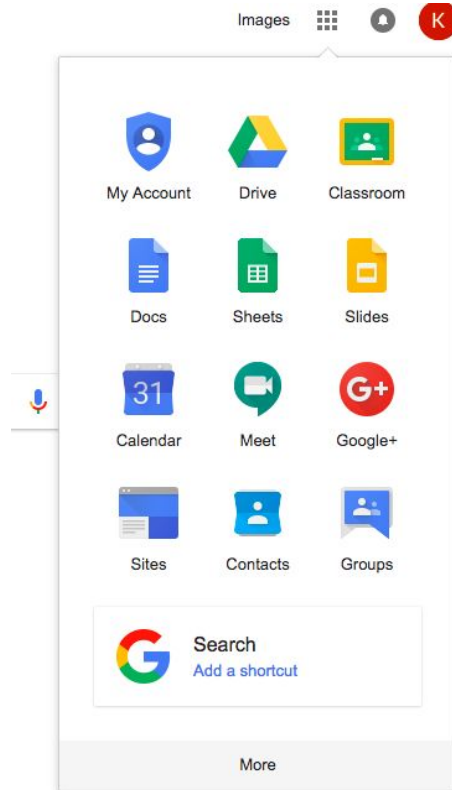 Images
K
My Account Drive Classroom
Docs Sheets Slides
31
G+
Calendar Meet Google+
Sites Contacts Groups
G
Search
Add a shortcut
More